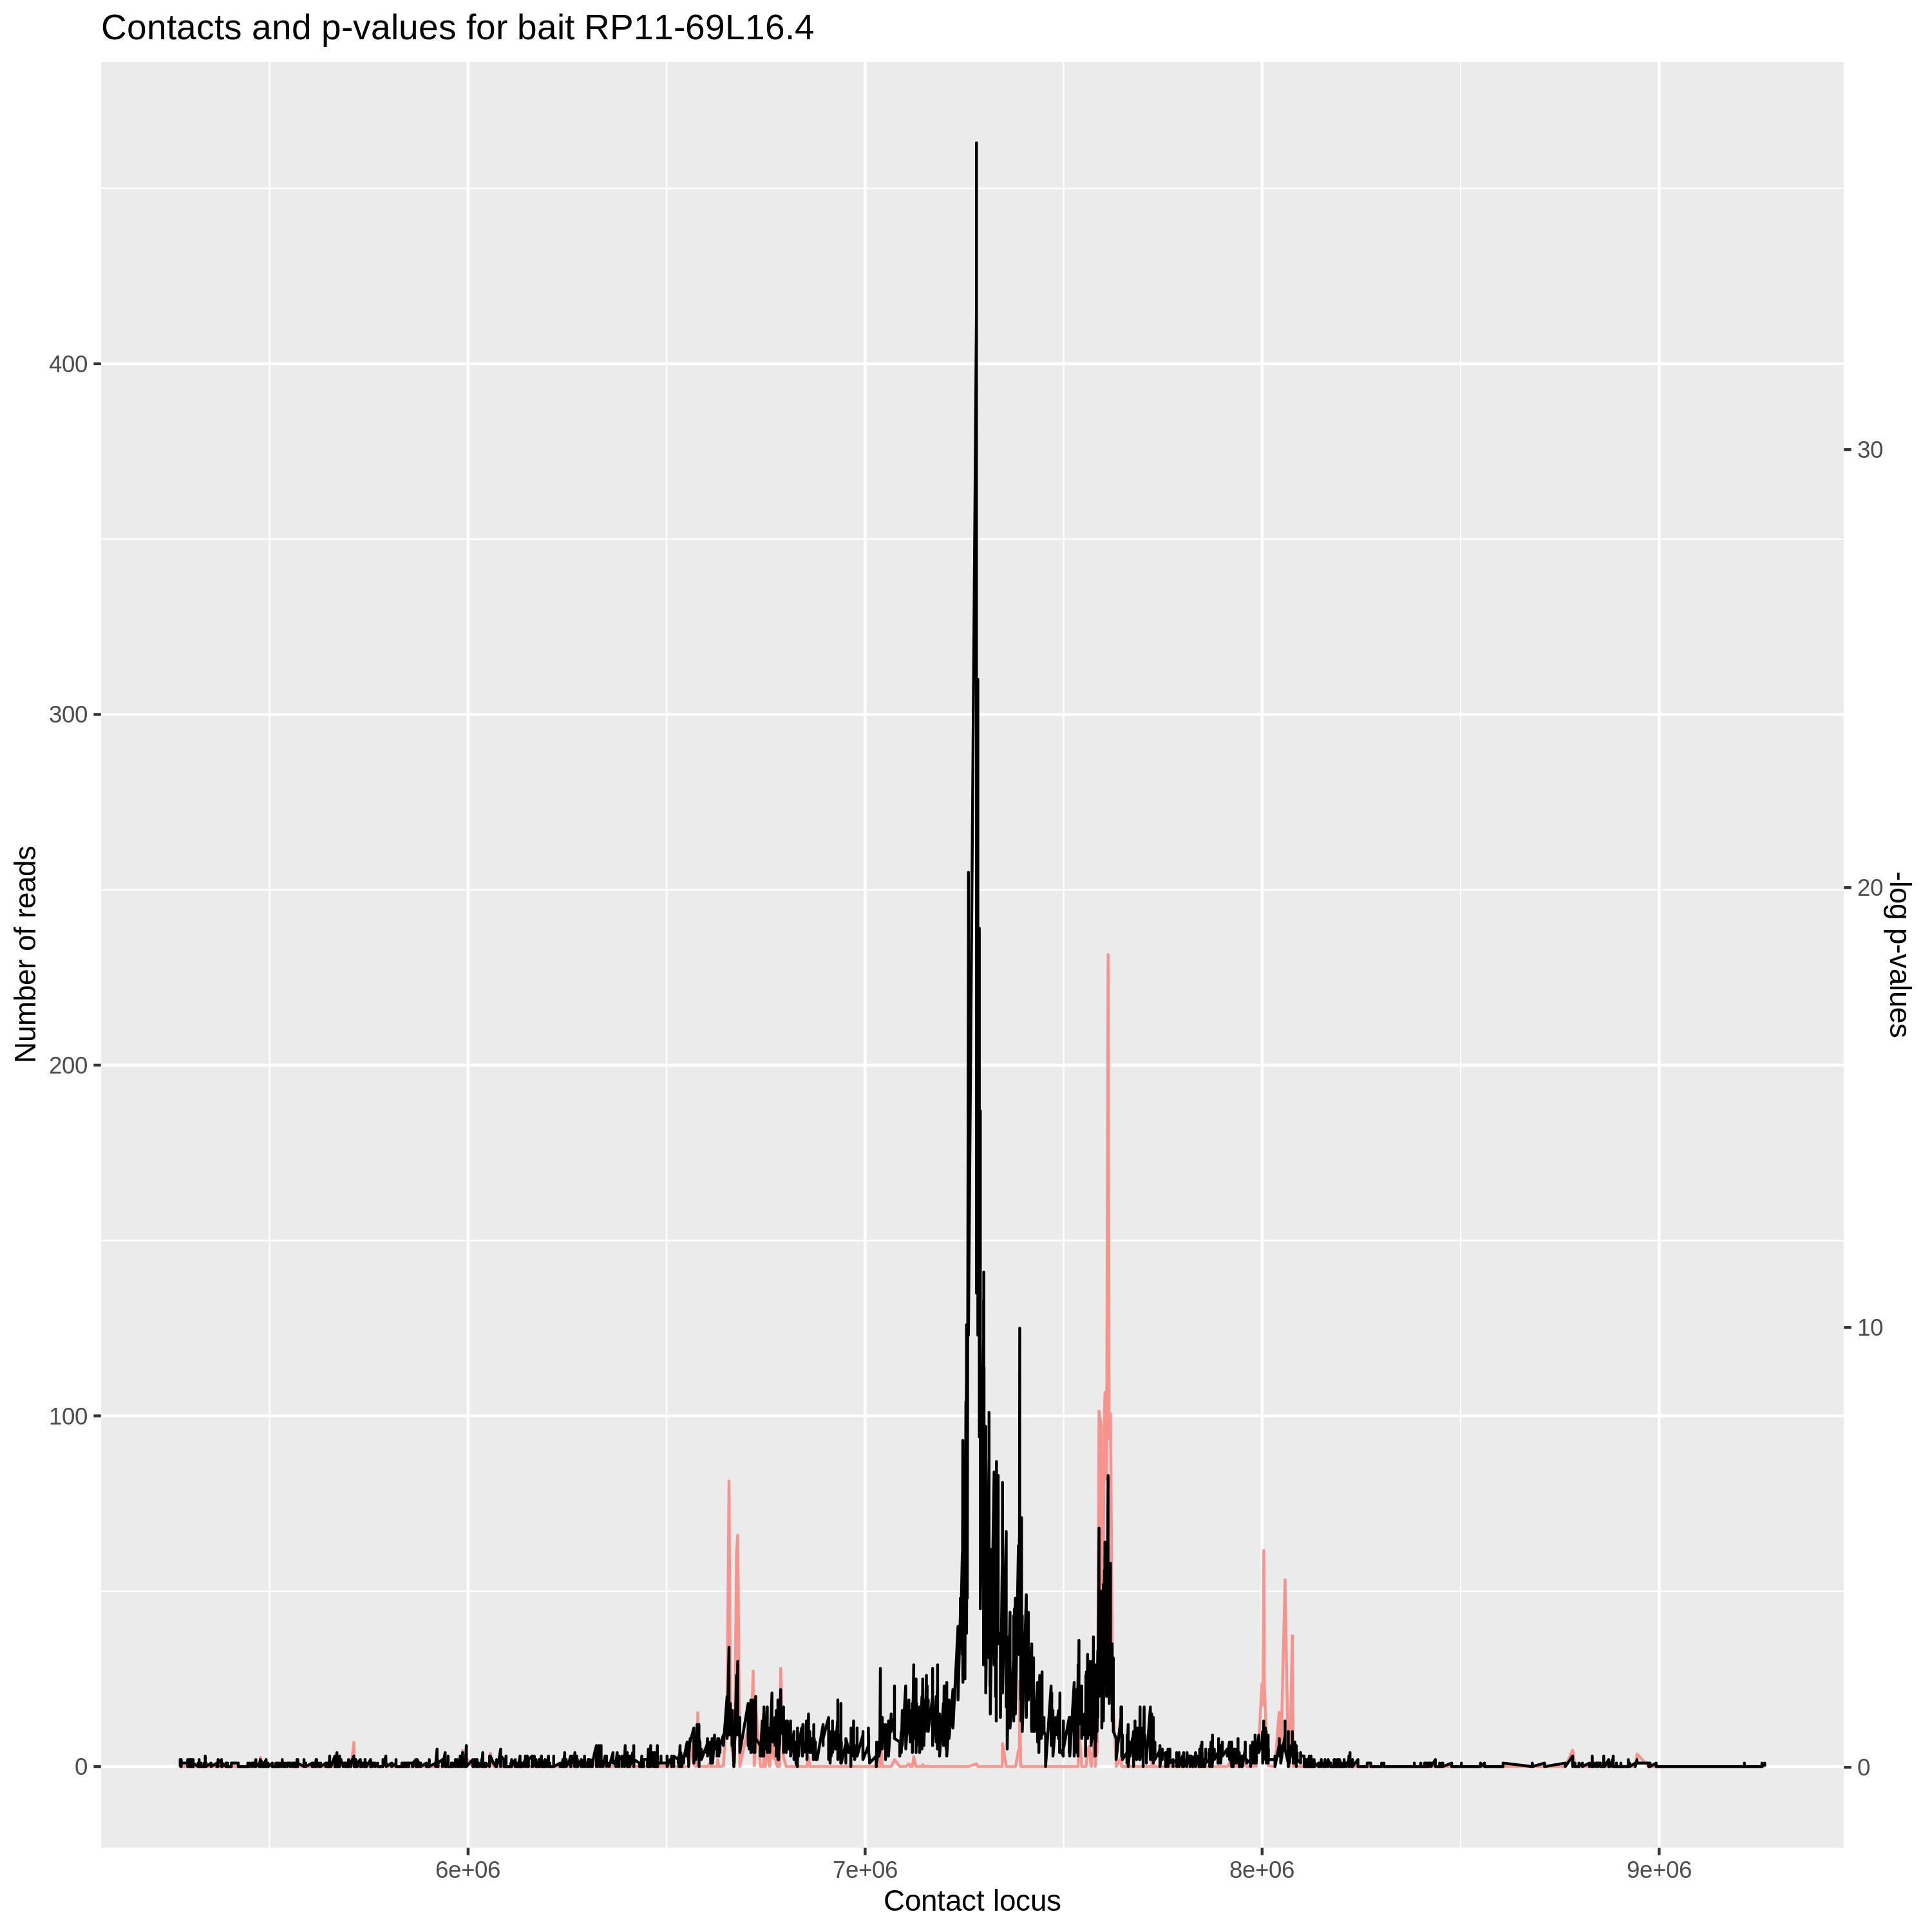 Contacts and p-values for bait RP11-69L16.4
Number of reads
400
300
200
100
0
30
20
10
0
-log p-values
6e+06
7e+06
8e+06
9e+06
Contact locus